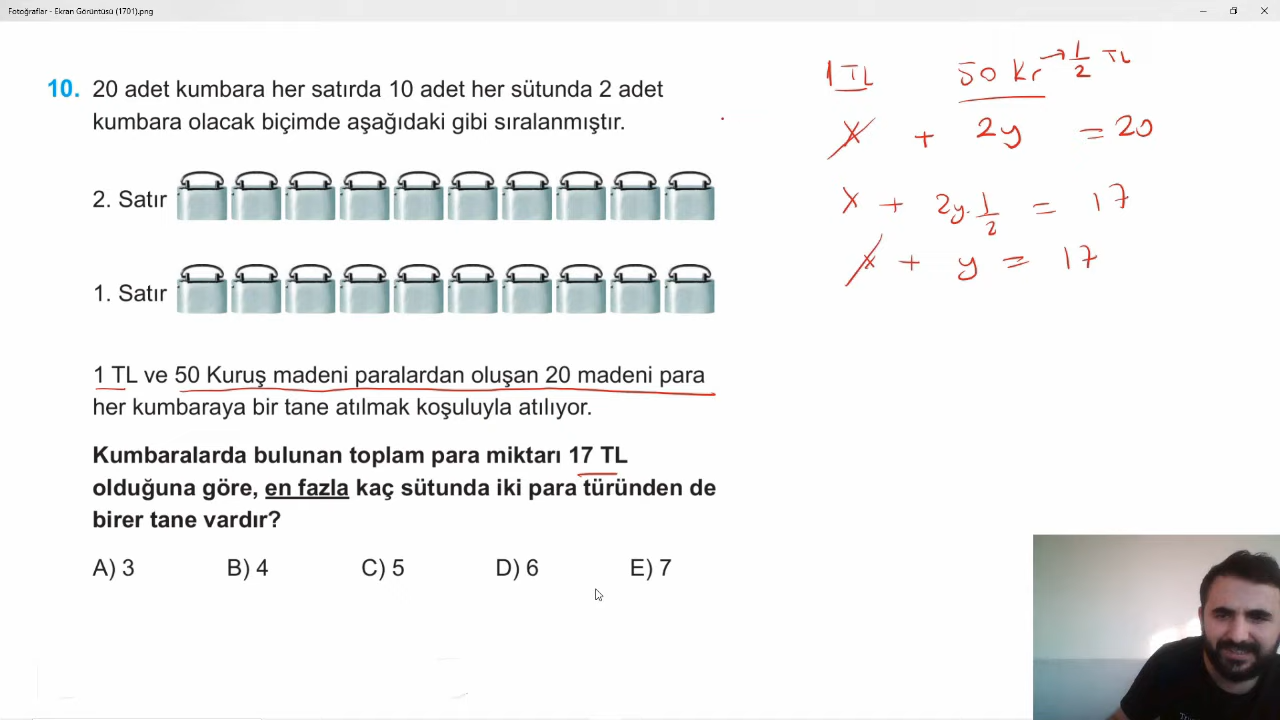 Fotoğraflar - Ekran Görüntüsü (1701).png
10. 20 adet kumbara her satırda 10 adet her sütunda 2 adet
kumbara olacak biçimde aşağıdaki gibi sıralanmıştır.
2. Satır
1. Satır
1 TL ve 50 Kuruş madeni paralardan oluşan 20 madeni para
her kumbaraya bir tane atılmak koşuluyla atılıyor.
Kumbaralarda bulunan toplam para miktarı 17 TL
olduğuna göre, en fazla kaç sütunda iki para türünden de
birer tane vardır?
A) 3 B) 4 C) 5 D) 6 E) 7
1 TL 50 Kr → 1/2 TL
x + 2y = 20
x + 2y · 1/2 = 17
x + y = 17